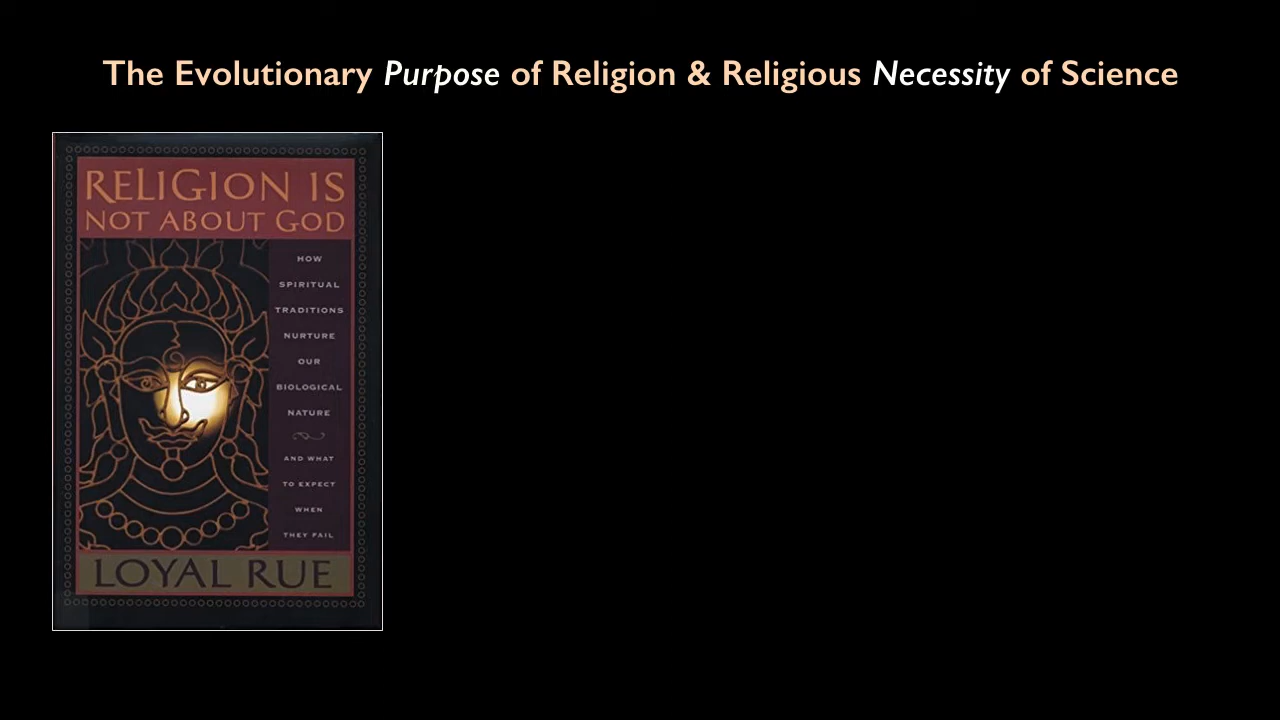 The Evolutionary Purpose of Religion & Religious Necessity of Science
RELIGION IS
NOT ABOUT GOD
HOW
SPIRITUAL
TRADITIONS
NURTURE
OUR
BIOLOGICAL
NATURE
AND WHAT
TO EXPECT
WHEN
THEY FAIL
LOYAL RUE